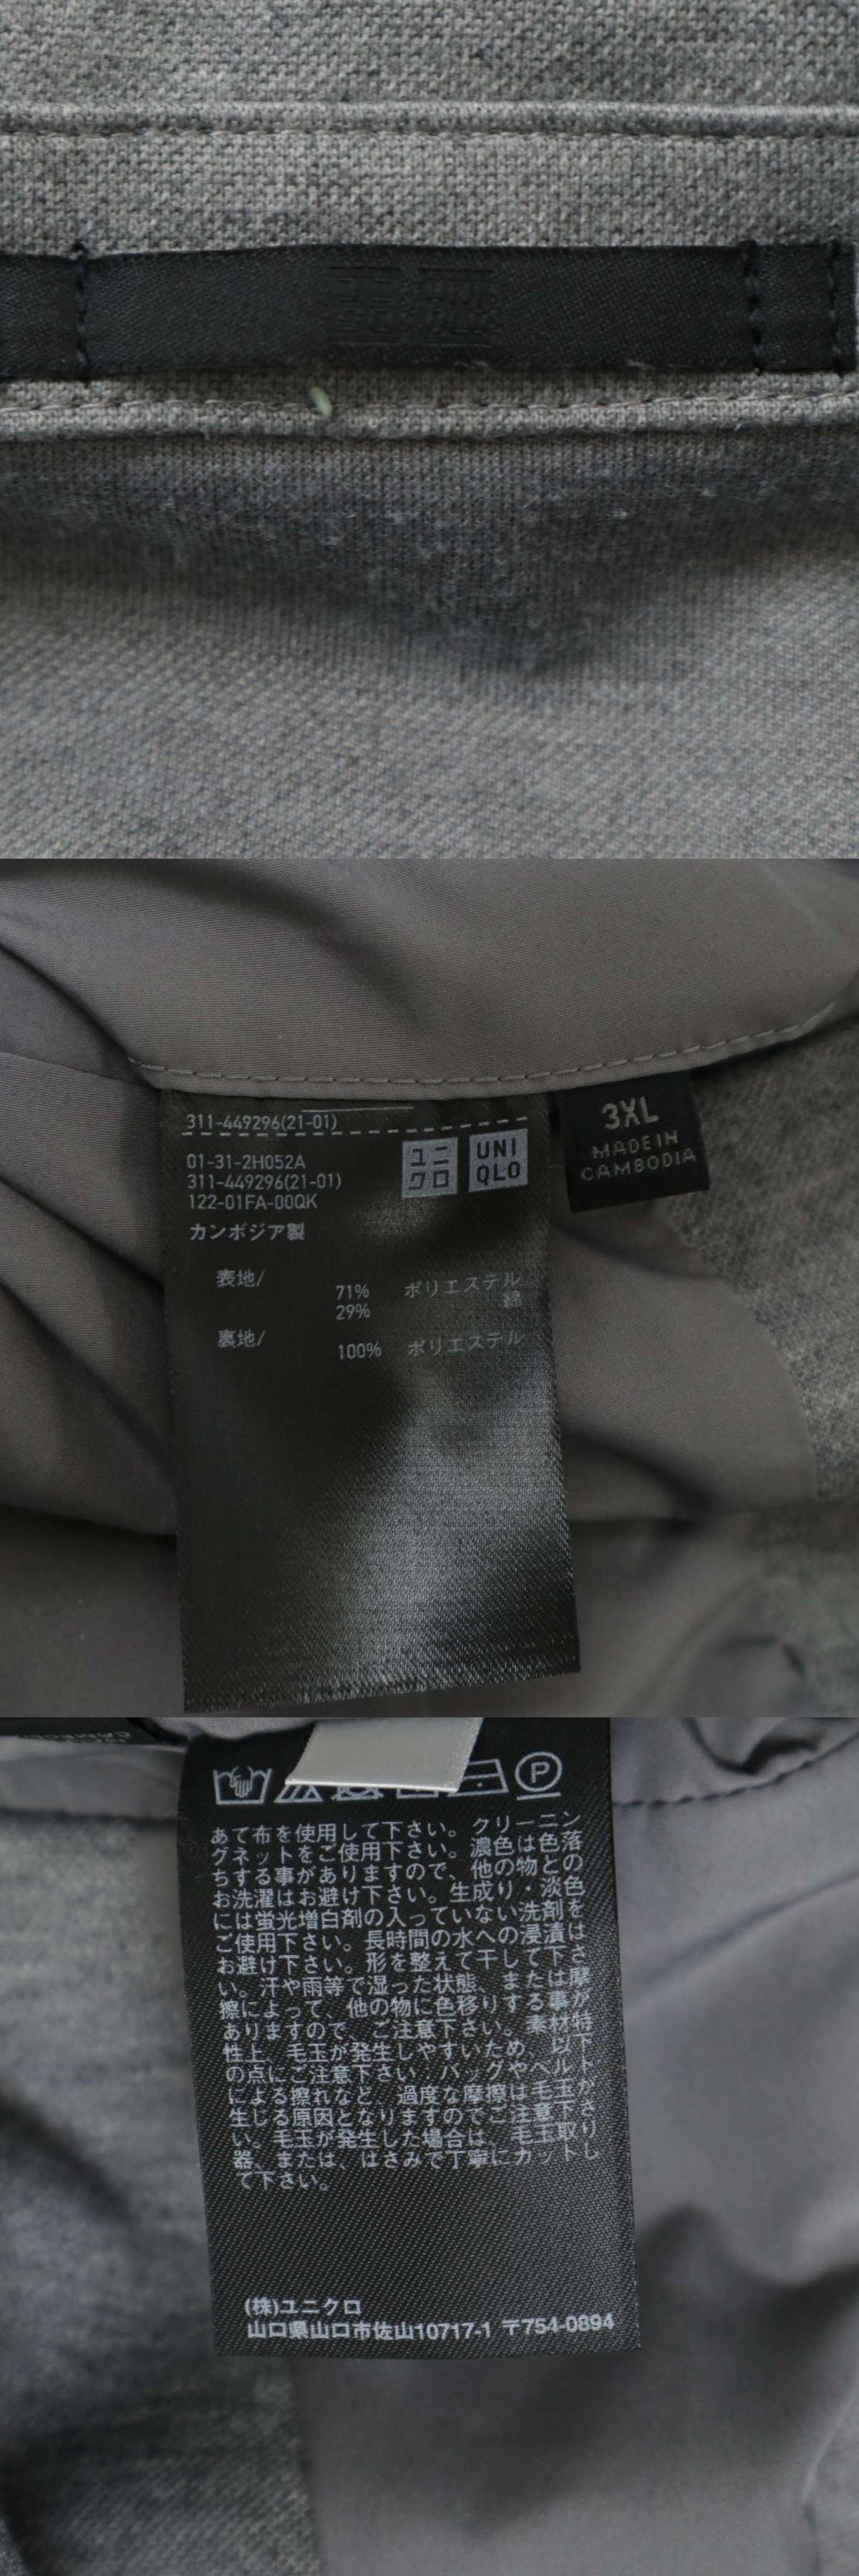 ユニ UNI
クロ QLO
311-449296(21-01)
01-31-2H052A
311-449296(21-01)
122-01FA-00QK
カンボジア製
ユニ UNI
クロ QLO
3XL
MADE IN
CAMBODIA
表地/
71% ポリエステル
29% 綿
裏地/
100% ポリエステル
P
あて布を使用して下さい。クリーニン
グネットをご使用下さい。濃色は色落
ちする事がありますので、他の物との
お洗濯はお避け下さい。生成り・淡色
には蛍光増白剤の入っていない洗剤を
ご使用下さい。長時間の水への浸漬は
お避け下さい。形を整えて干して下さ
い。汗や雨等で湿った状態、または摩
擦によって、他の物に色移りする事が
ありますので、ご注意下さい。素材特
性上、毛玉が発生しやすいため、以下
の点にご注意下さい。バッグやベルト
による擦れなど、過度な摩擦は毛玉が
生じる原因となりますのでご注意下さ
い。毛玉が発生した場合は、毛玉取り
器、または、はさみで丁寧にカットし
て下さい。
(株)ユニクロ
山口県山口市佐山10717-1 〒754-0894